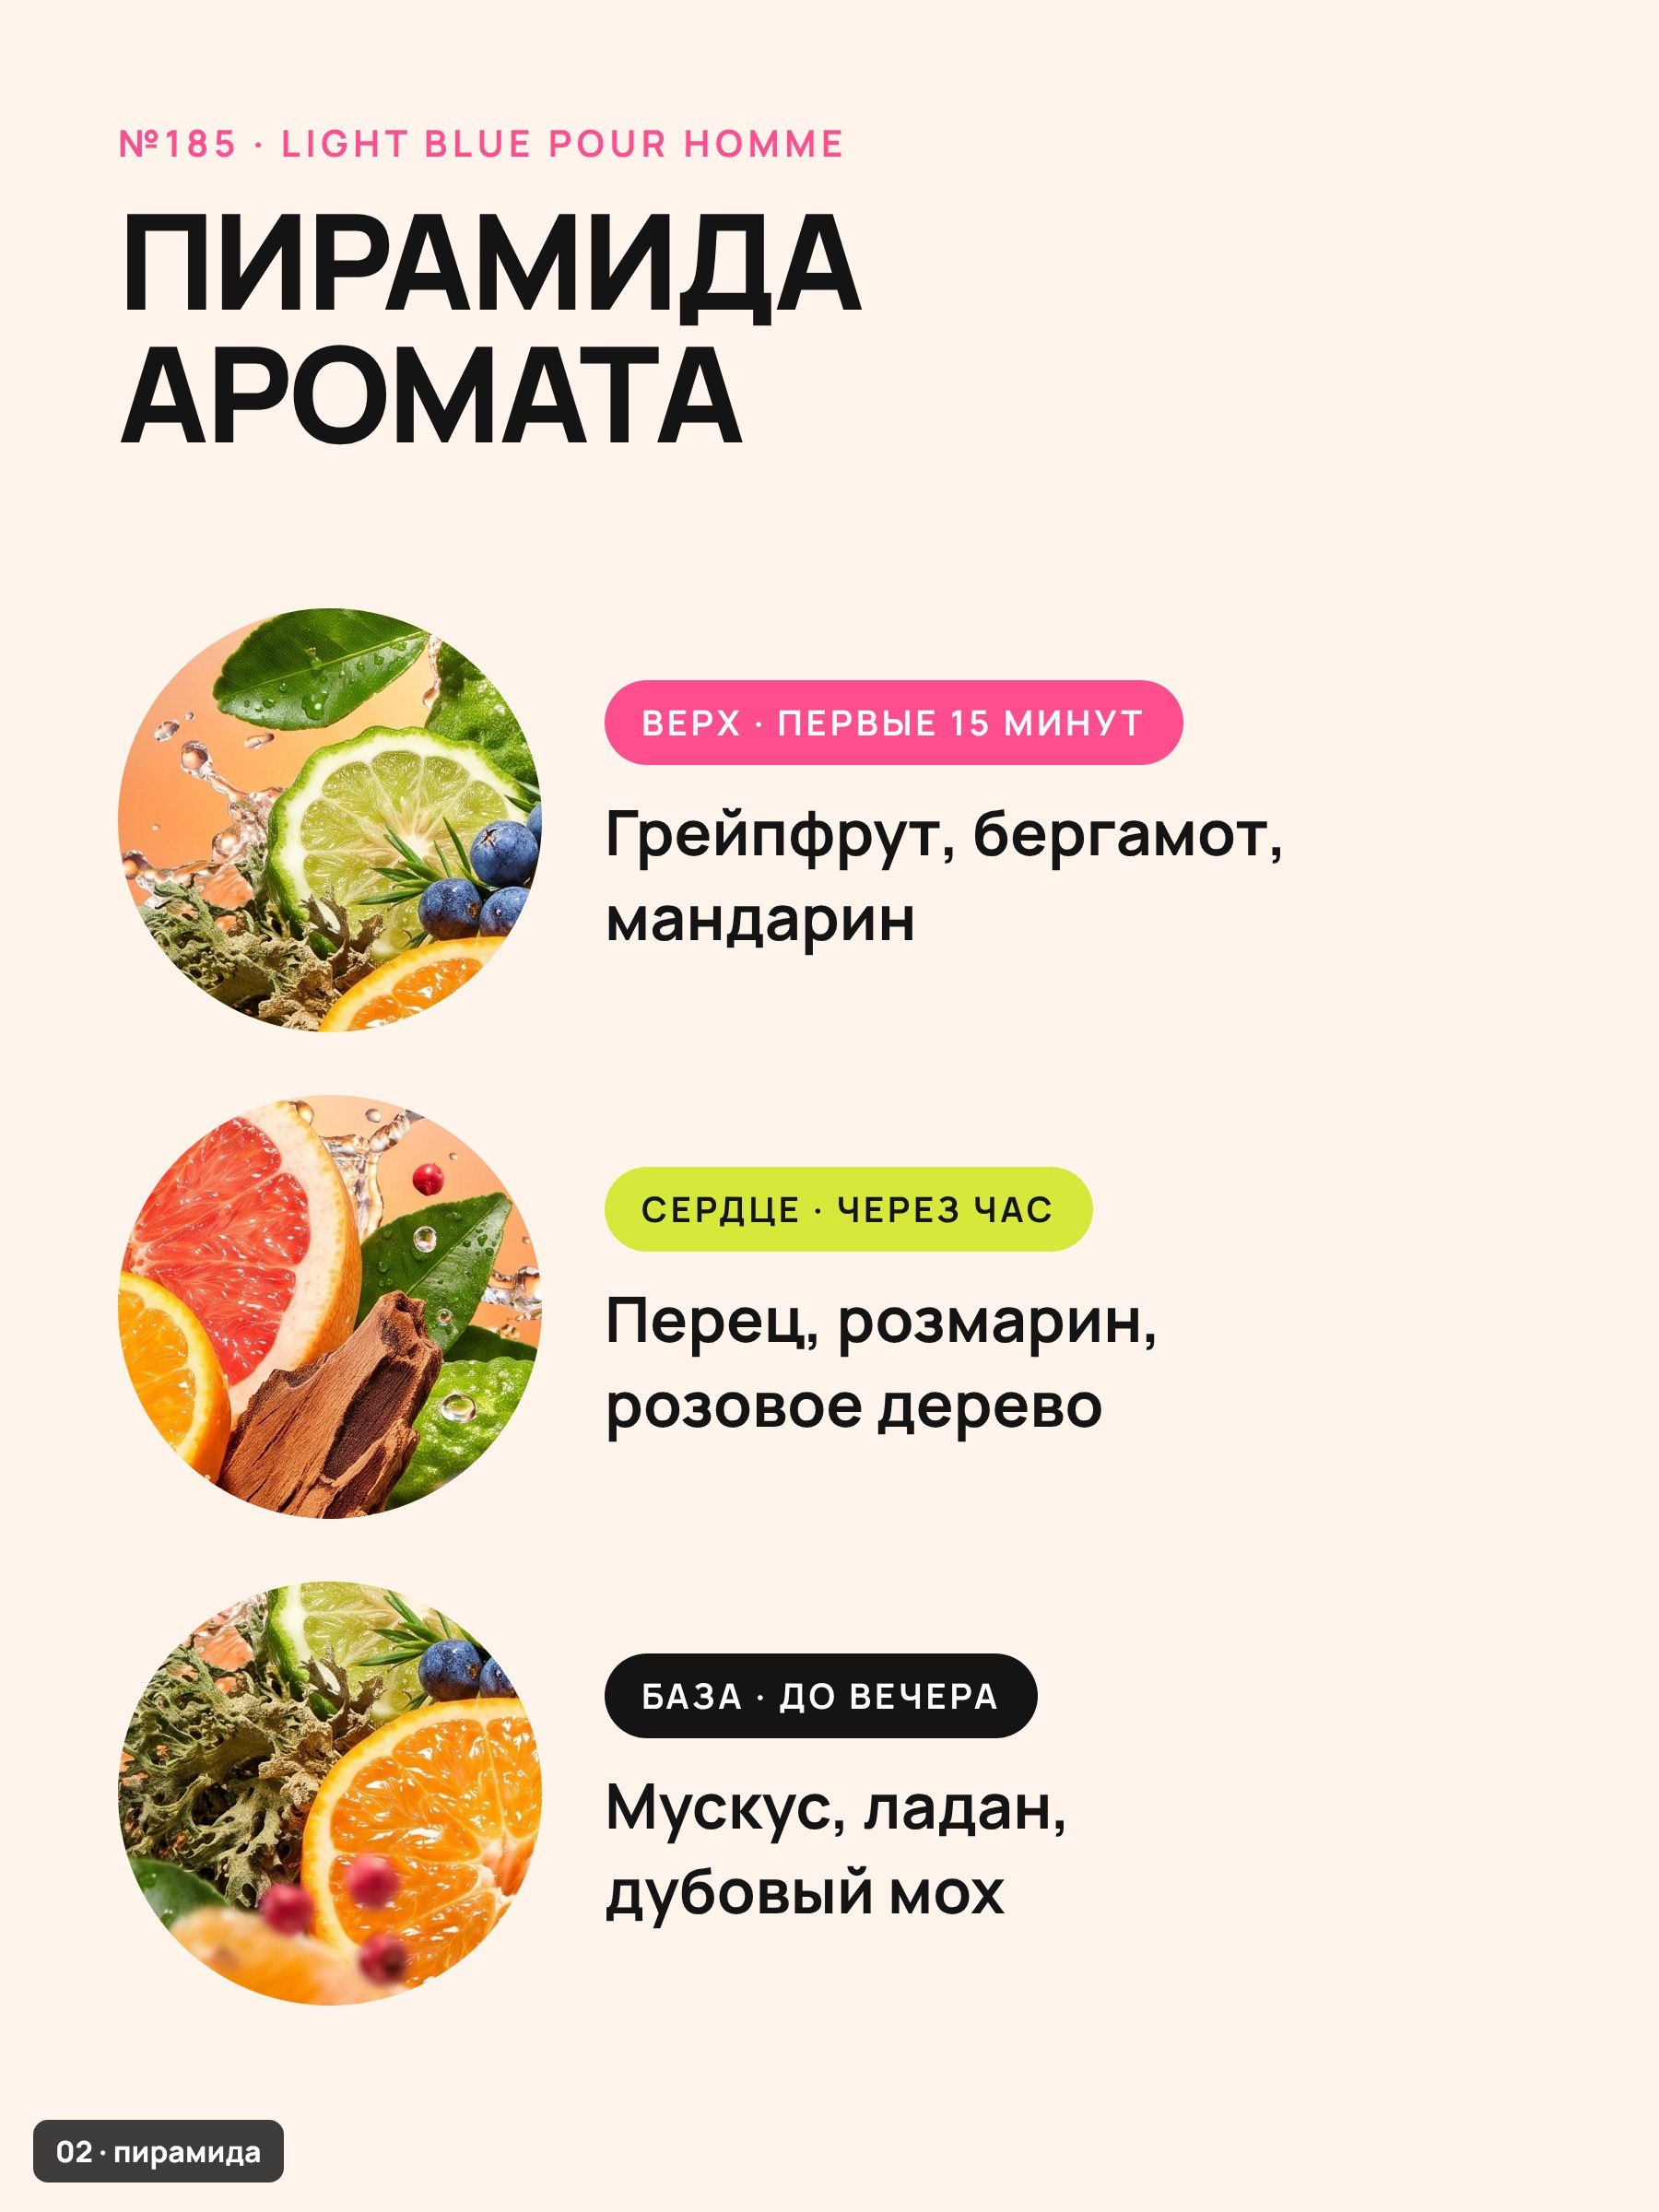 №185 · LIGHT BLUE POUR HOMME
ПИРАМИДА
АРОМАТА
ВЕРХ · ПЕРВЫЕ 15 МИНУТ
Грейпфрут, бергамот,
мандарин
СЕРДЦЕ · ЧЕРЕЗ ЧАС
Перец, розмарин,
розовое дерево
БАЗА · ДО ВЕЧЕРА
Мускус, ладан,
дубовый мох
02 · пирамида